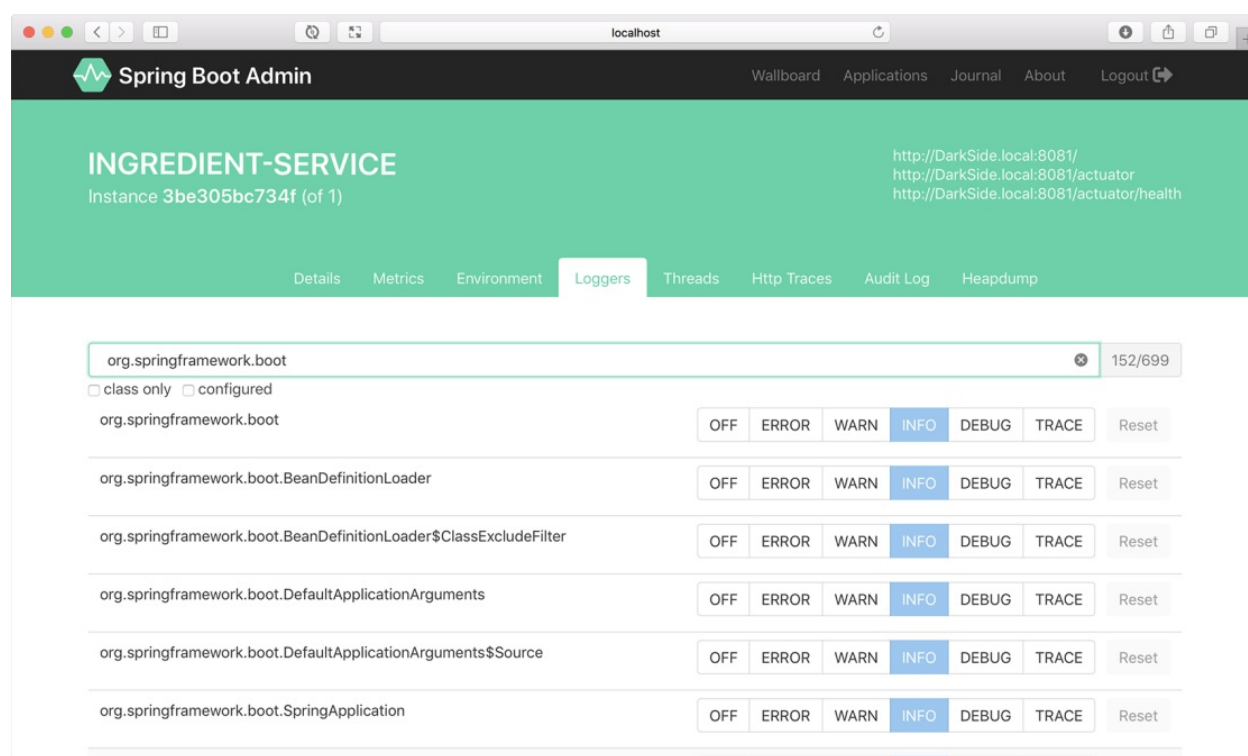 localhost
Spring Boot Admin Wallboard Applications Journal About Logout
INGREDIENT-SERVICE
Instance 3be305bc734f (of 1)
http://DarkSide.local:8081/
http://DarkSide.local:8081/actuator
http://DarkSide.local:8081/actuator/health
Details Metrics Environment Loggers Threads Http Traces Audit Log Heapdump
org.springframework.boot 152/699
class only configured
org.springframework.boot OFF ERROR WARN INFO DEBUG TRACE Reset
org.springframework.boot.BeanDefinitionLoader OFF ERROR WARN INFO DEBUG TRACE Reset
org.springframework.boot.BeanDefinitionLoader$ClassExcludeFilter OFF ERROR WARN INFO DEBUG TRACE Reset
org.springframework.boot.DefaultApplicationArguments OFF ERROR WARN INFO DEBUG TRACE Reset
org.springframework.boot.DefaultApplicationArguments$Source OFF ERROR WARN INFO DEBUG TRACE Reset
org.springframework.boot.SpringApplication OFF ERROR WARN INFO DEBUG TRACE Reset